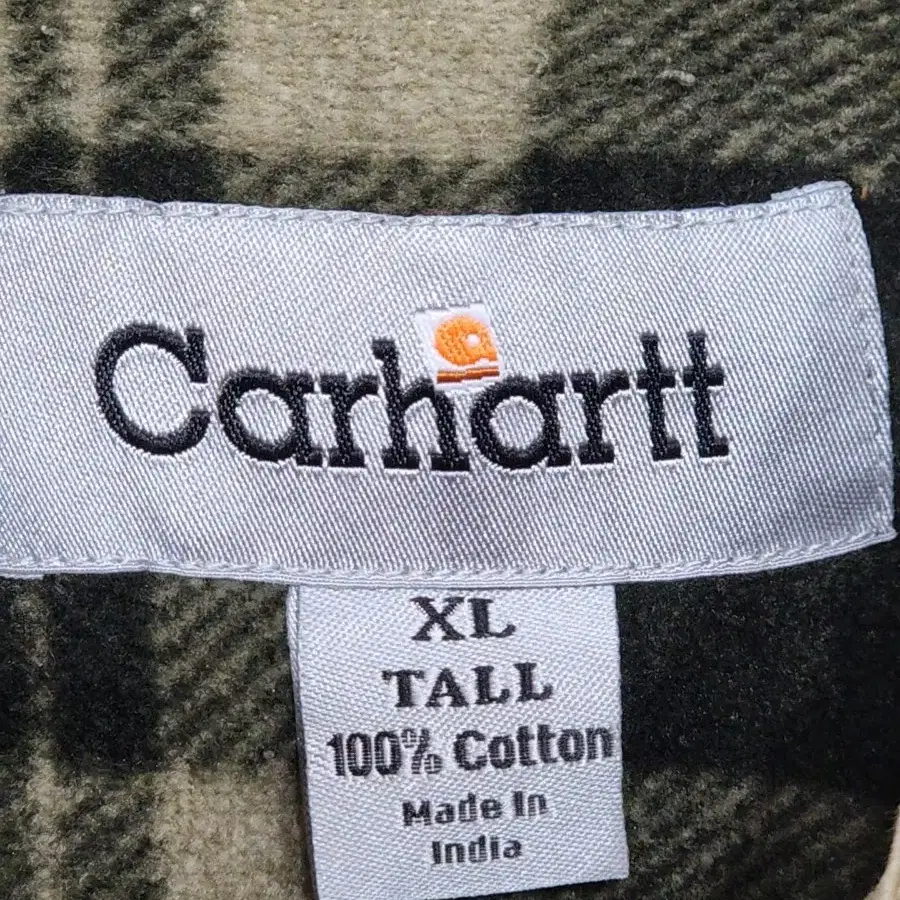 Carhartt
XL
TALL
100% Cotton
Made In
India